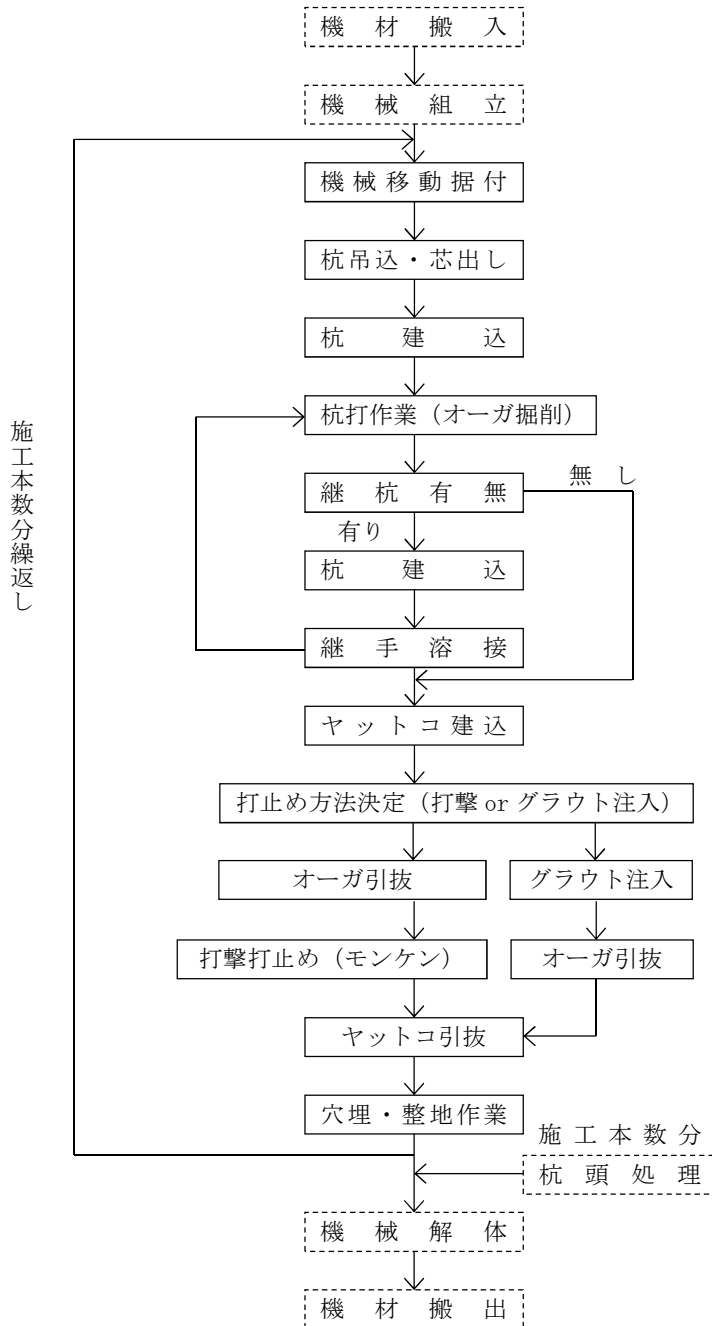 機材搬入
機械組立
機械移動据付
杭吊込・芯出し
杭建込
杭打作業（オーガ掘削）
継杭有無
無し
有り
杭建込
継手溶接
施工本数分繰返し
ヤットコ建込
打止め方法決定（打撃 or グラウト注入）
オーガ引抜
グラウト注入
打撃打止め（モンケン）
オーガ引抜
ヤットコ引抜
穴埋・整地作業
施工本数分
杭頭処理
機械解体
機材搬出